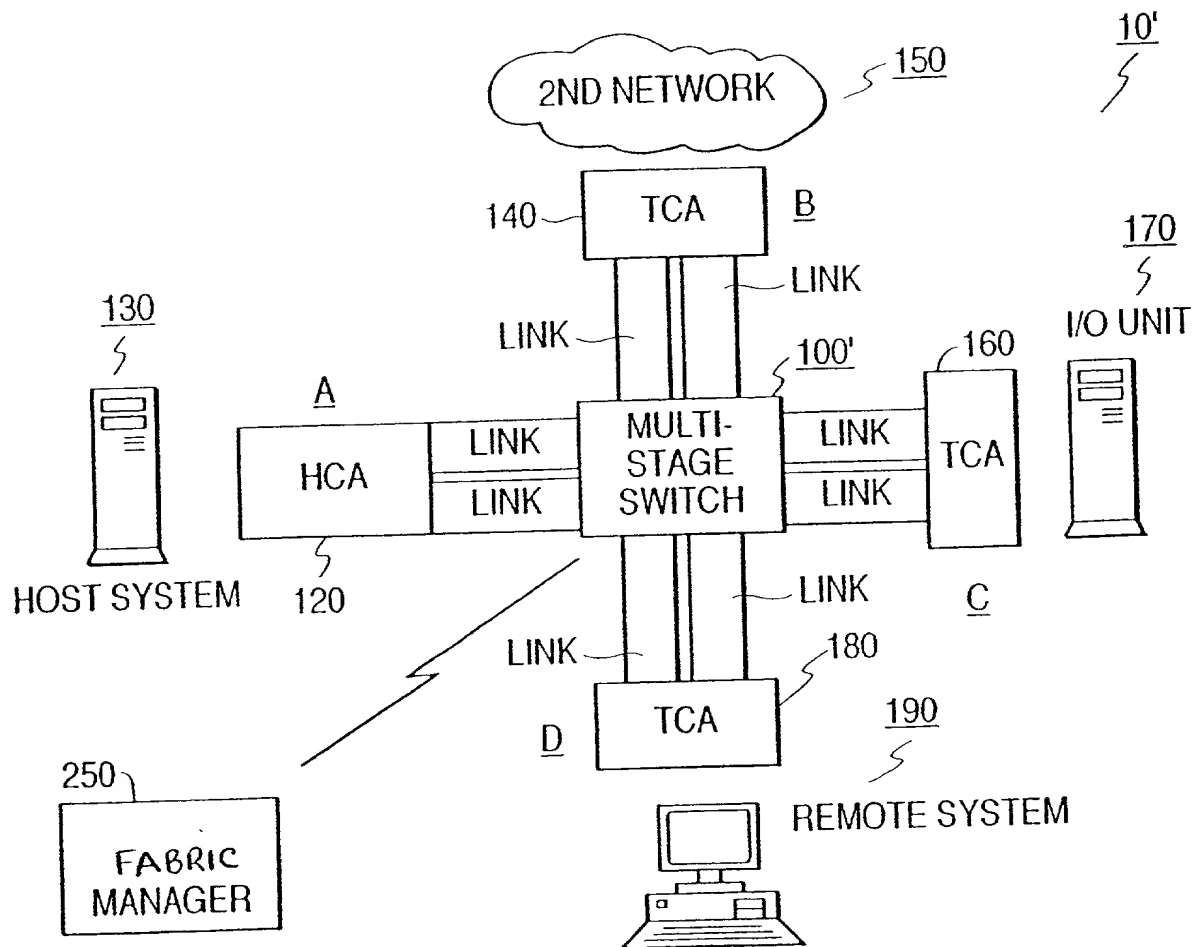 10'
2ND NETWORK
150
140
TCA
B
170
LINK
I/O UNIT
130
LINK
160
100'
A
HCA
LINK
LINK
MULTI-
STAGE
SWITCH
LINK
LINK
TCA
HOST SYSTEM
120
LINK
C
LINK
180
TCA
D
190
250
REMOTE SYSTEM
FABRIC
MANAGER